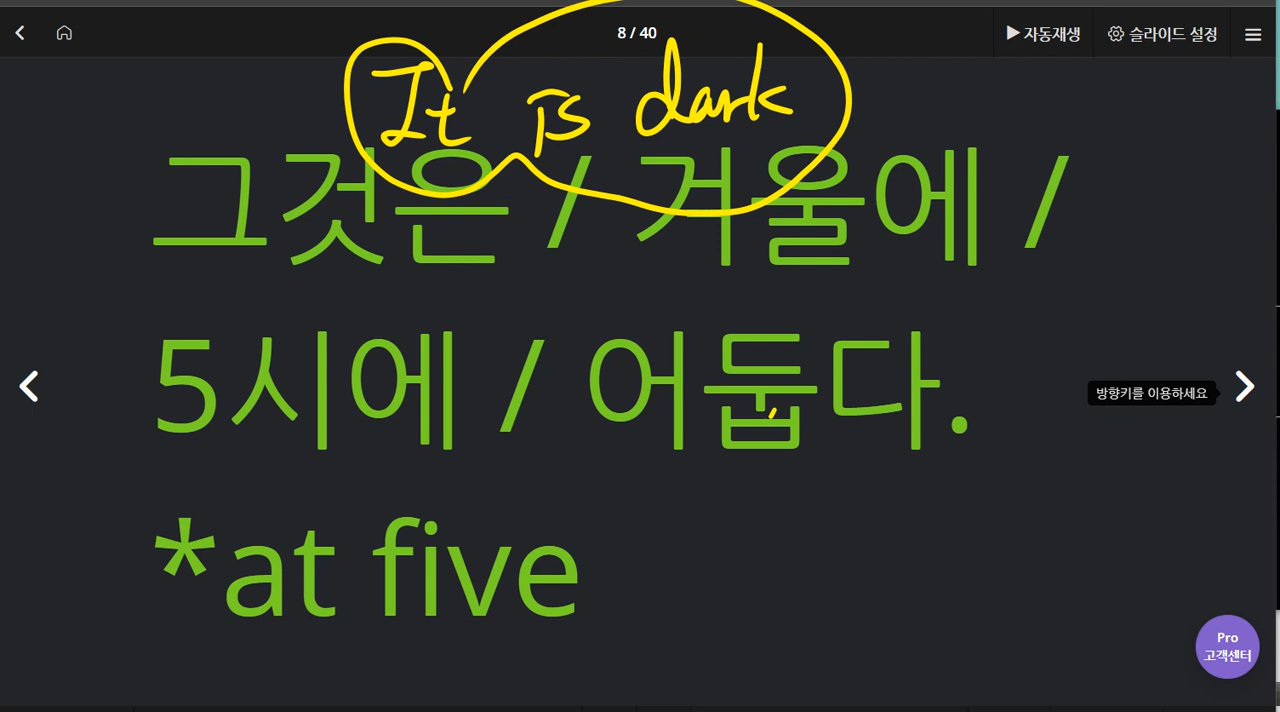 8 / 40
▶자동재생
슬라이드 설정
It is dark
그것은 / 겨울에 /
5시에 / 어둡다.
방향키를 이용하세요
*at five
Pro
고객센터